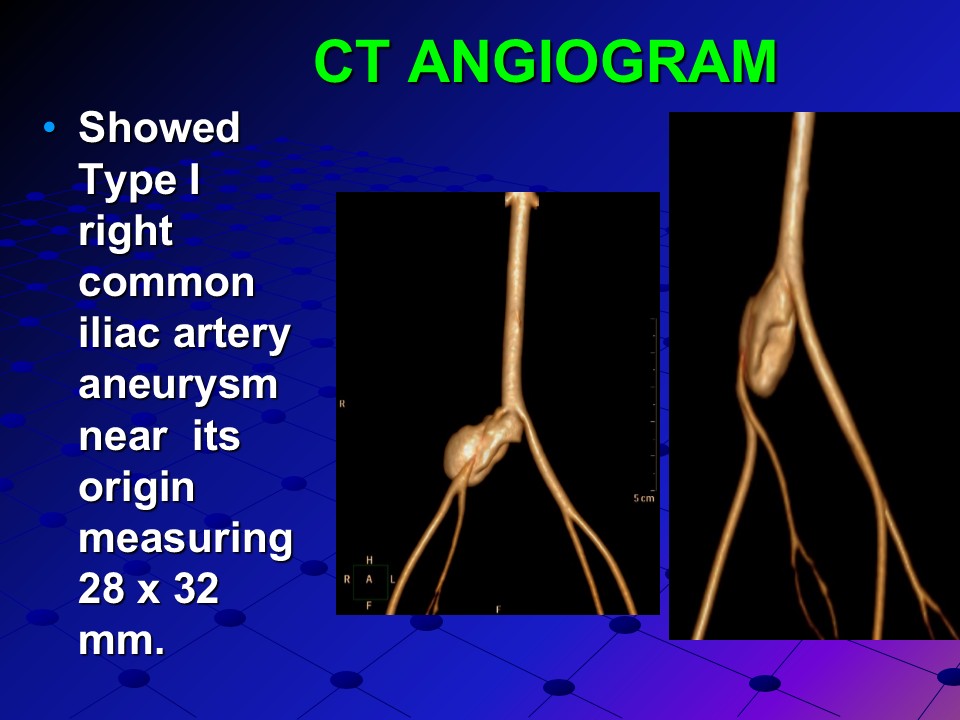 CT ANGIOGRAM
• Showed
Type I
right
common
iliac artery
aneurysm
near its
origin
measuring
28 x 32
mm.
R
5 cm
H
R A L
F
F